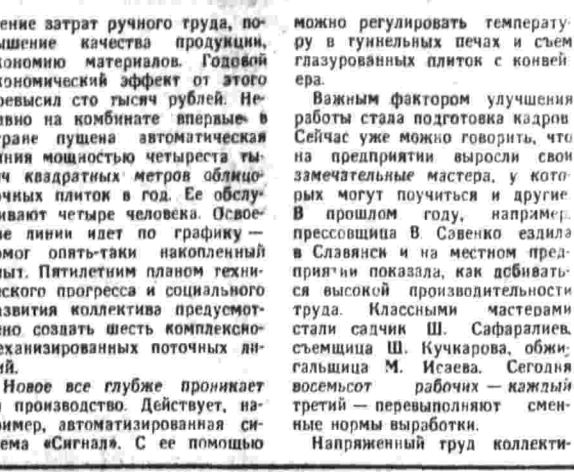 ение затрат ручного труда, по-
ышение качества продукции,
кономию материалов. Годовой
кономический эффект от этого
ревысил сто тысяч рублей. Не-
авно на комбинате впервые в
тране пущена автоматическая
иния мощностью четыреста ты-
яч квадратных метров облицо-
очных плиток в год. Ее обслу-
ивают четыре человека. Освое-
ие линии идет по графику —
омог опять-таки накопленный
пыт. Пятилетним планом техни-
еского прогресса и социального
азвития коллектива предусмот-
ено создать шесть комплексно-
еханизированных поточных ли-
ий.
Новое все глубже проникает
производство. Действует, на-
ример, автоматизированная си-
ема «Сигнал». С ее помощью
можно регулировать температу
ру в туннельных печах и съем
глазурованных плиток с конвей
ера.
Важным фактором улучшения
работы стала подготовка кадров
Сейчас уже можно говорить, что
на предприятии выросли свои
замечательные мастера, у кото-
рых могут поучиться и другие
В прошлом году, например,
прессовщица В. Савенко ездила
в Славянск и на местном пред-
приятии показала, как добивать-
ся высокой производительности
труда. Классными мастерами
стали садчик Ш. Сафаралиев,
съемщица Ш. Кучкарова, обжи-
гальщица М. Исаева. Сегодня
восемьсот рабочих — каждый
третий — перевыполняют смен-
ные нормы выработки.
Напряженный труд коллекти-